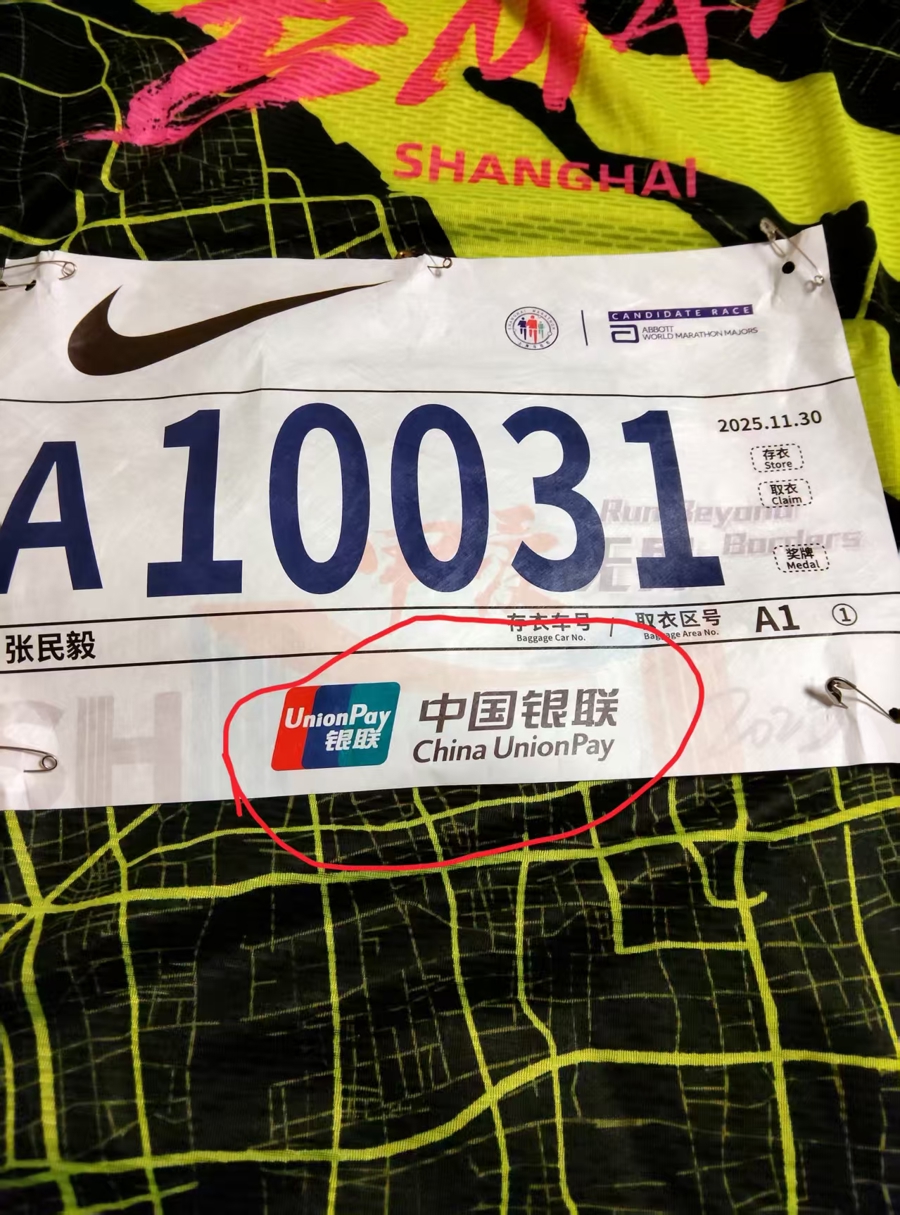 SHANGHAI
CANDIDATE RACE
ABBOTT
WORLD MARATHON MAJORS
A10031
2025.11.30
存衣
Store
取衣
Claim
Run Beyond
Borders
奖牌
Medal
张民毅
存衣车号 | 取衣区号 A1 ①
Baggage Car No. Baggage Area No.
UnionPay
银联
中国银联
China UnionPay